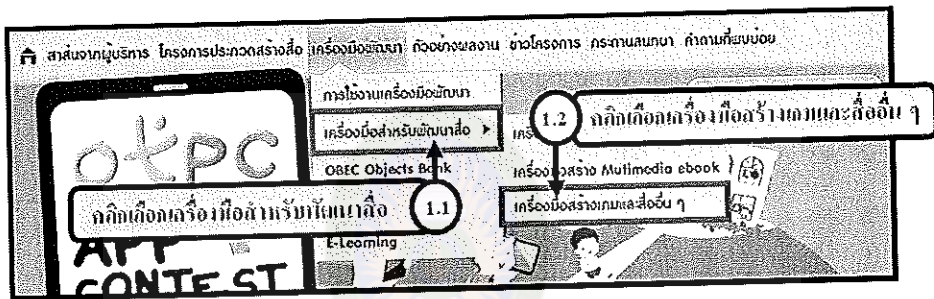 สาส์นจากผู้บริหาร โครงการประกวดสร้างสื่อ เครื่องมือพัฒนา ตัวอย่างผลงาน ข่าวโครงการ กระดานสนทนา คำถามที่พบบ่อย
การใช้งานเครื่องมือพัฒนา
เครื่องมือสำหรับพัฒนาสื่อ
1.2 คลิกเลือกเครื่องมือสร้างเกมและสื่ออื่น ๆ
OBEC Objects Bank
เครื่องมือสร้าง Mutimedia ebook
เครื่องมือสร้างเกมและสื่ออื่น ๆ
คลิกเลือกเครื่องมือสำหรับพัฒนาสื่อ 1.1
E-Learning
otpc
APP
CONTEST